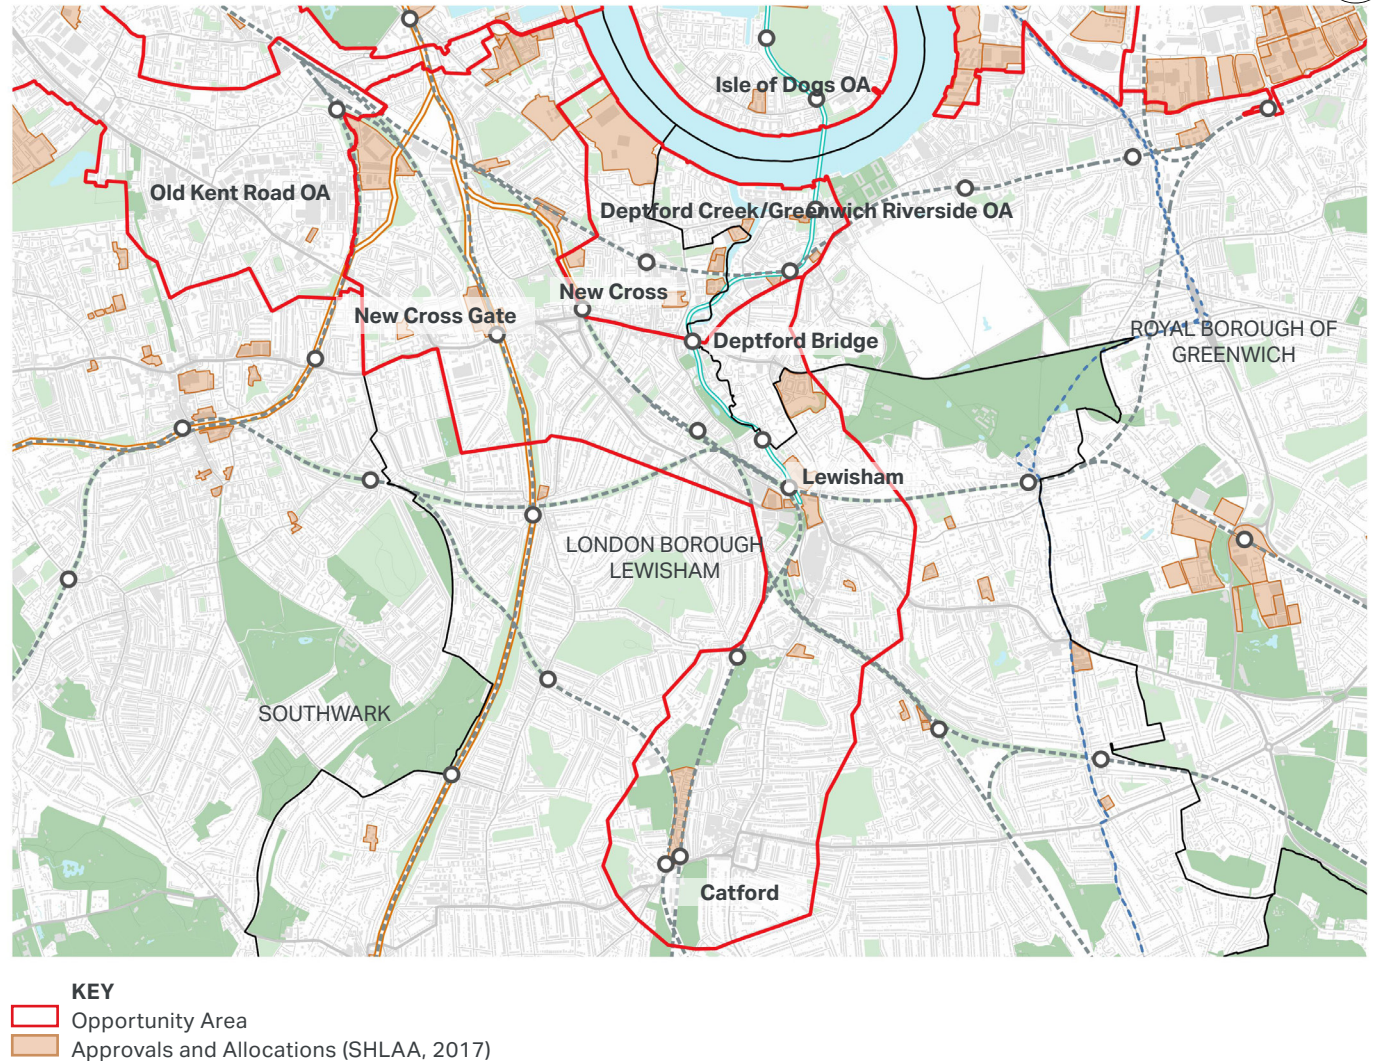 Isle of Dogs OA
Old Kent Road OA
Deptford Creek/Greenwich Riverside OA
New Cross
New Cross Gate
Deptford Bridge
ROYAL BOROUGH OF
GREENWICH
Lewisham
LONDON BOROUGH
LEWISHAM
SOUTHWARK
Catford
KEY
Opportunity Area
Approvals and Allocations (SHLAA, 2017)